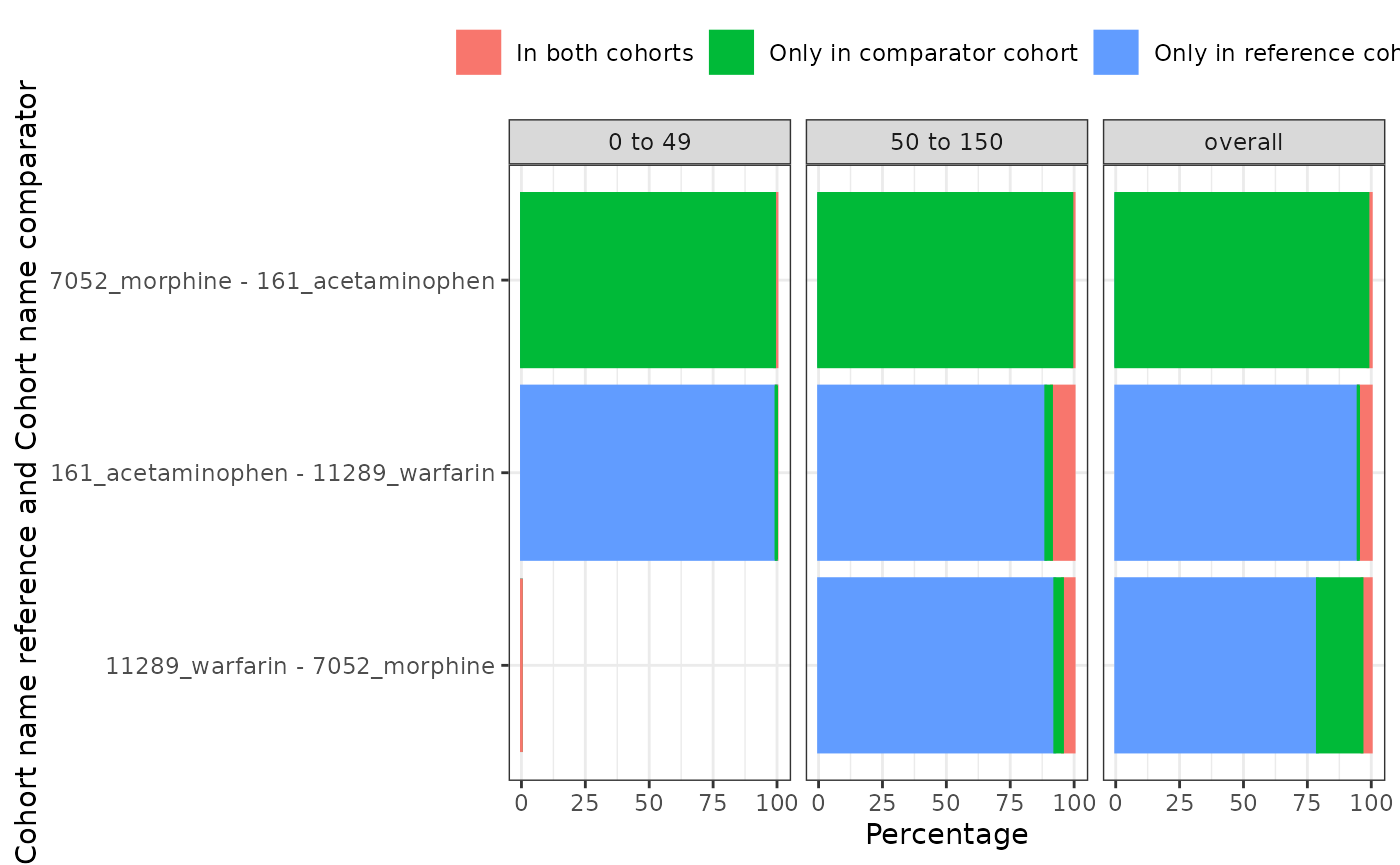 In both cohorts Only in comparator cohort Only in reference coh
0 to 49 50 to 150 overall
Cohort name reference and Cohort name comparator
7052_morphine - 161_acetaminophen
161_acetaminophen - 11289_warfarin
11289_warfarin - 7052_morphine
0 25 50 75 100 0 25 50 75 100 0 25 50 75 100
Percentage